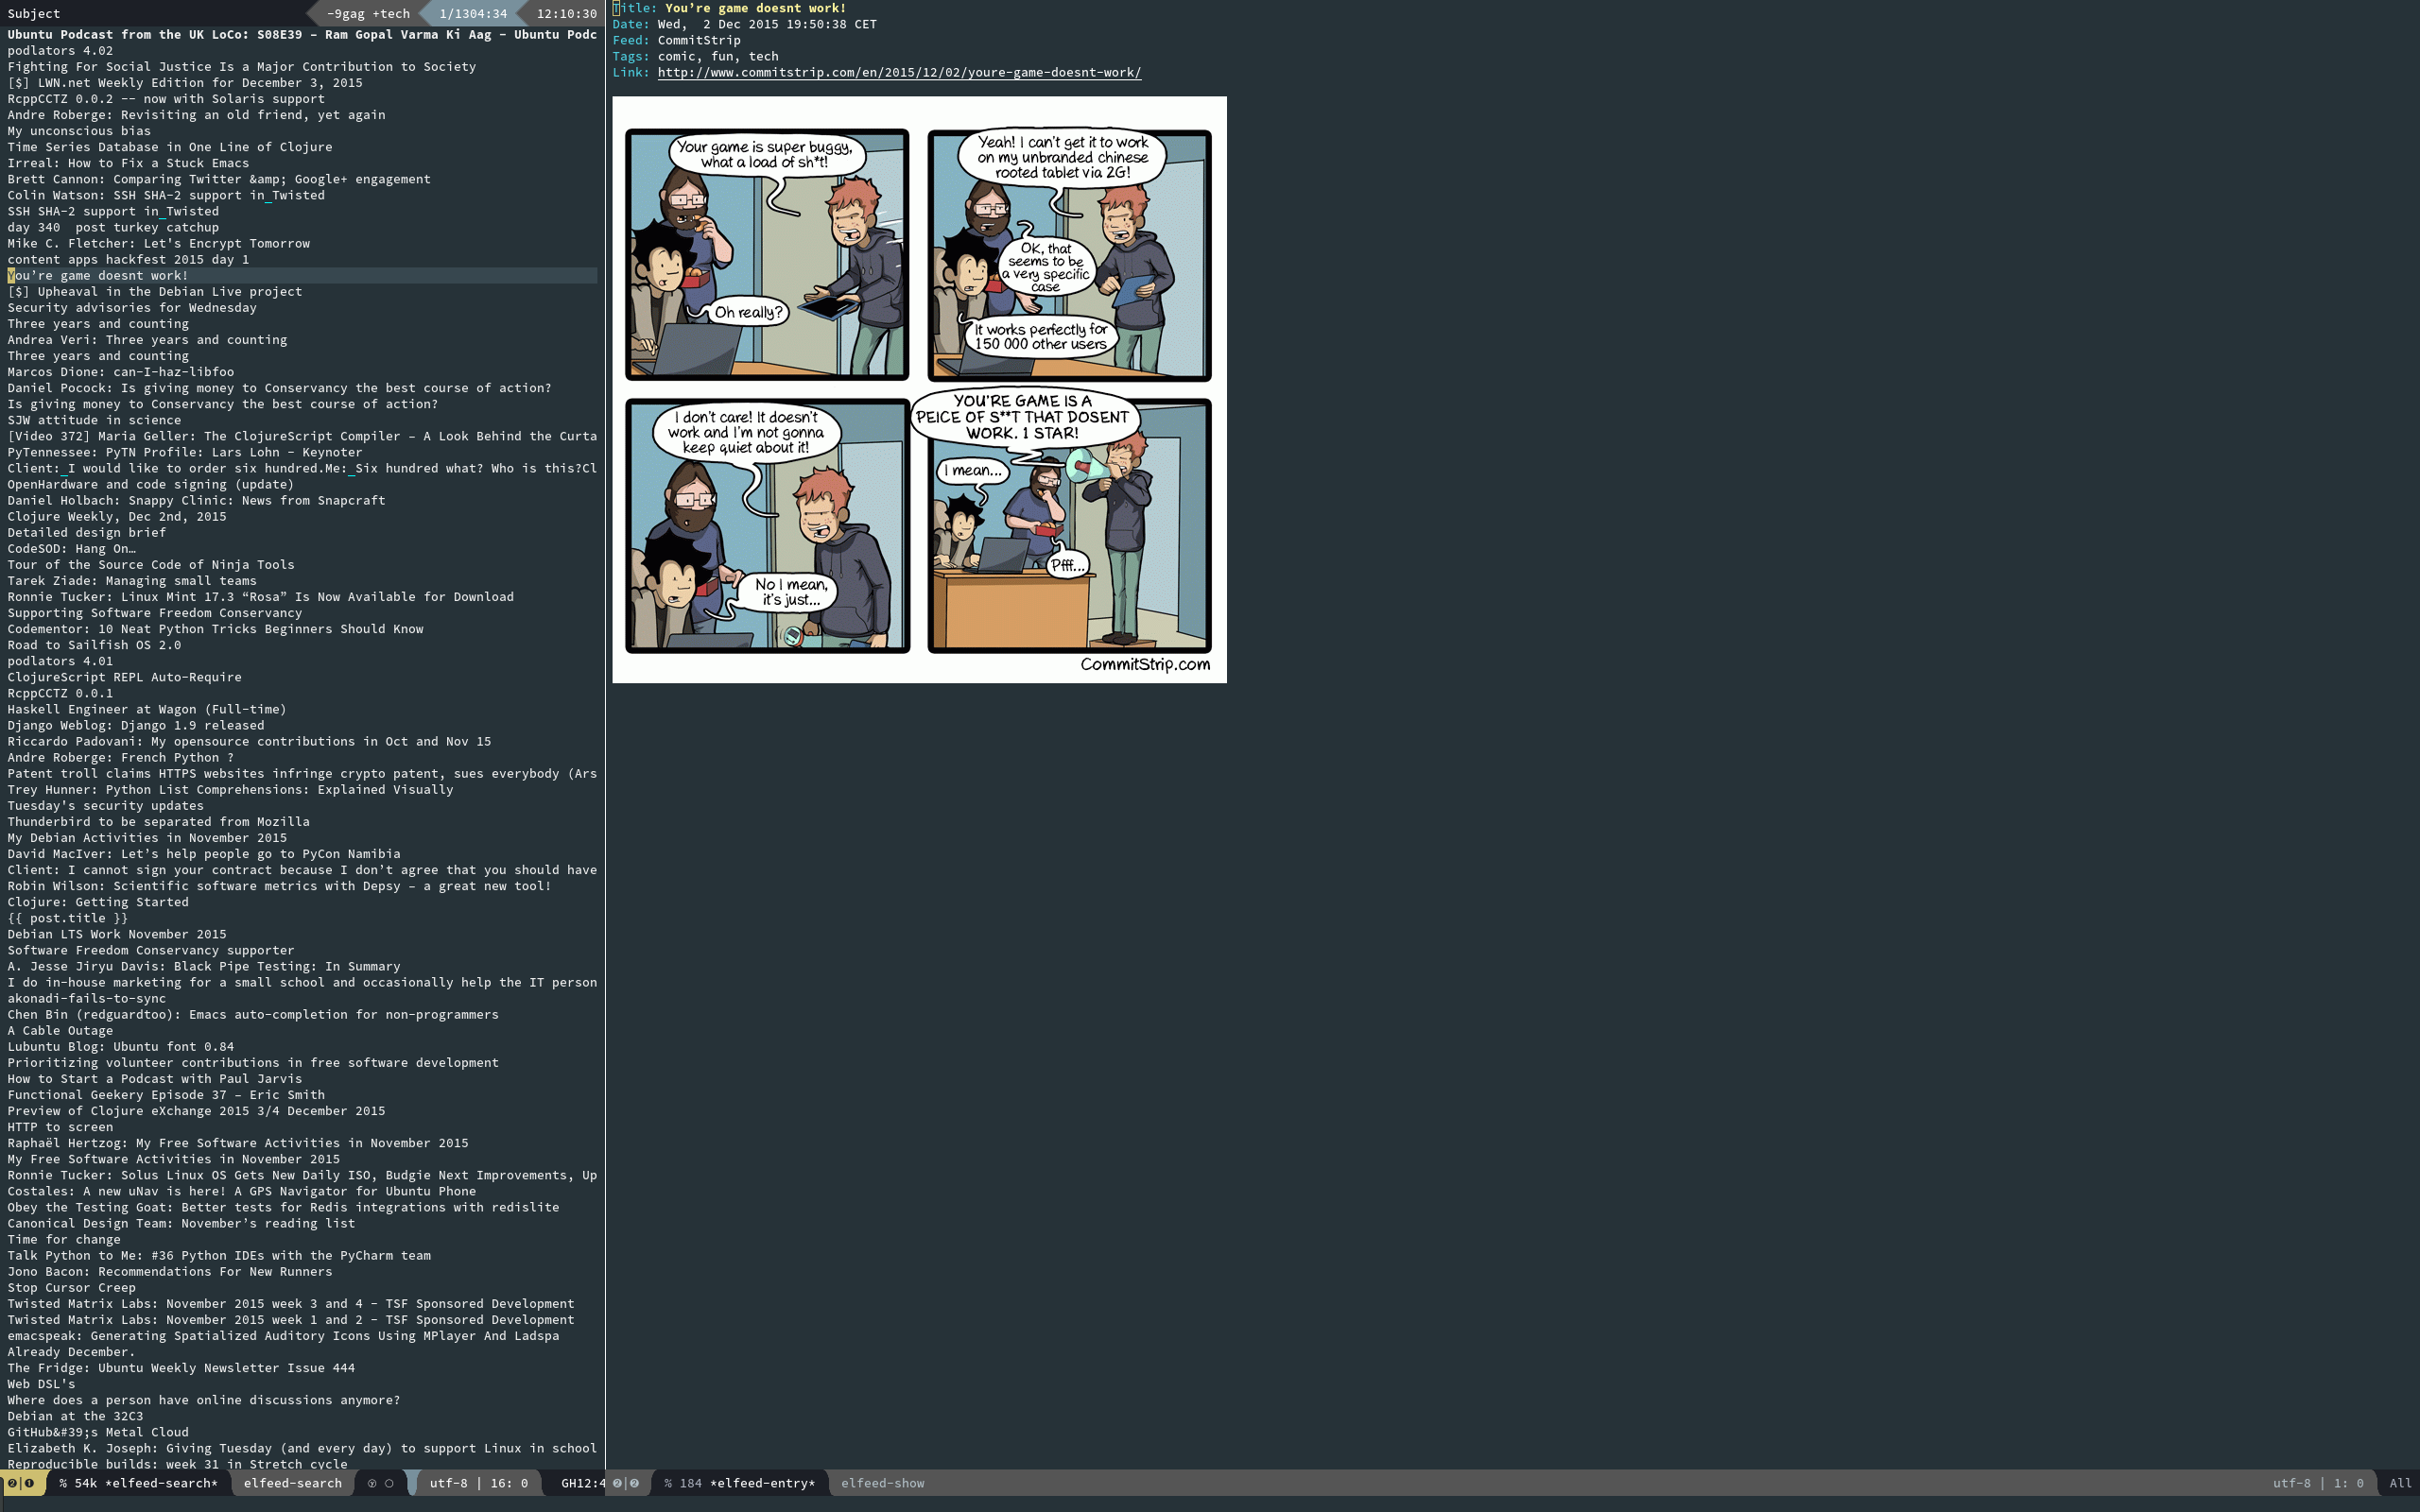 Subject -9gag +tech 1/1304:34 12:10:30
Ubuntu Podcast from the UK LoCo: S08E39 – Ram Gopal Varma Ki Aag – Ubuntu Podc
podlators 4.02
Fighting For Social Justice Is a Major Contribution to Society
[$] LWN.net Weekly Edition for December 3, 2015
RcppCCTZ 0.0.2 -- now with Solaris support
Andre Roberge: Revisiting an old friend, yet again
My unconscious bias
Time Series Database in One Line of Clojure
Irreal: How to Fix a Stuck Emacs
Brett Cannon: Comparing Twitter &amp; Google+ engagement
Colin Watson: SSH SHA-2 support in_Twisted
SSH SHA-2 support in_Twisted
day 340  post turkey catchup
Mike C. Fletcher: Let's Encrypt Tomorrow
content apps hackfest 2015 day 1
You’re game doesnt work!
[$] Upheaval in the Debian Live project
Security advisories for Wednesday
Three years and counting
Andrea Veri: Three years and counting
Three years and counting
Marcos Dione: can-I-haz-libfoo
Daniel Pocock: Is giving money to Conservancy the best course of action?
Is giving money to Conservancy the best course of action?
SJW attitude in science
[Video 372] Maria Geller: The ClojureScript Compiler – A Look Behind the Curta
PyTennessee: PyTN Profile: Lars Lohn - Keynoter
Client:_I would like to order six hundred.Me:_Six hundred what? Who is this?Cl
OpenHardware and code signing (update)
Daniel Holbach: Snappy Clinic: News from Snapcraft
Clojure Weekly, Dec 2nd, 2015
Detailed design brief
CodeSOD: Hang On…
Tour of the Source Code of Ninja Tools
Tarek Ziade: Managing small teams
Ronnie Tucker: Linux Mint 17.3 “Rosa” Is Now Available for Download
Supporting Software Freedom Conservancy
Codementor: 10 Neat Python Tricks Beginners Should Know
Road to Sailfish OS 2.0
podlators 4.01
ClojureScript REPL Auto-Require
RcppCCTZ 0.0.1
Haskell Engineer at Wagon (Full-time)
Django Weblog: Django 1.9 released
Riccardo Padovani: My opensource contributions in Oct and Nov 15
Andre Roberge: French Python ?
Patent troll claims HTTPS websites infringe crypto patent, sues everybody (Ars
Trey Hunner: Python List Comprehensions: Explained Visually
Tuesday's security updates
Thunderbird to be separated from Mozilla
My Debian Activities in November 2015
David MacIver: Let’s help people go to PyCon Namibia
Client: I cannot sign your contract because I don’t agree that you should have
Robin Wilson: Scientific software metrics with Depsy – a great new tool!
Clojure: Getting Started
{{ post.title }}
Debian LTS Work November 2015
Software Freedom Conservancy supporter
A. Jesse Jiryu Davis: Black Pipe Testing: In Summary
I do in-house marketing for a small school and occasionally help the IT person
akonadi-fails-to-sync
Chen Bin (redguardtoo): Emacs auto-completion for non-programmers
A Cable Outage
Lubuntu Blog: Ubuntu font 0.84
Prioritizing volunteer contributions in free software development
How to Start a Podcast with Paul Jarvis
Functional Geekery Episode 37 – Eric Smith
Preview of Clojure eXchange 2015 3/4 December 2015
HTTP to screen
Raphaël Hertzog: My Free Software Activities in November 2015
My Free Software Activities in November 2015
Ronnie Tucker: Solus Linux OS Gets New Daily ISO, Budgie Next Improvements, Up
Costales: A new uNav is here! A GPS Navigator for Ubuntu Phone
Obey the Testing Goat: Better tests for Redis integrations with redislite
Canonical Design Team: November’s reading list
Time for change
Talk Python to Me: #36 Python IDEs with the PyCharm team
Jono Bacon: Recommendations For New Runners
Stop Cursor Creep
Twisted Matrix Labs: November 2015 week 3 and 4 - TSF Sponsored Development
Twisted Matrix Labs: November 2015 week 1 and 2 - TSF Sponsored Development
emacspeak: Generating Spatialized Auditory Icons Using MPlayer And Ladspa
Already December.
The Fridge: Ubuntu Weekly Newsletter Issue 444
Web DSL's
Where does a person have online discussions anymore?
Debian at the 32C3
GitHub&#39;s Metal Cloud
Elizabeth K. Joseph: Giving Tuesday (and every day) to support Linux in school
Reproducible builds: week 31 in Stretch cycle
❷|❶ % 54k *elfeed-search* elfeed-search utf-8 | 16: 0 GH12:4
Title: You’re game doesnt work!
Date: Wed,  2 Dec 2015 19:50:38 CET
Feed: CommitStrip
Tags: comic, fun, tech
Link: http://www.commitstrip.com/en/2015/12/02/youre-game-doesnt-work/
Your game is super buggy,
what a load of sh*t!
Oh really?
Yeah! I can't get it to work
on my unbranded chinese
rooted tablet via 2G!
OK, that
seems to be
a very specific
case
It works perfectly for
150 000 other users
I don't care! It doesn't
work and I'm not gonna
keep quiet about it!
No I mean,
it's just...
YOU'RE GAME IS A
PEICE OF S**T THAT DOSENT
WORK. 1 STAR!
I mean...
Pfff...
CommitStrip.com
❷|❷ % 184 *elfeed-entry* elfeed-show utf-8 | 1: 0 All